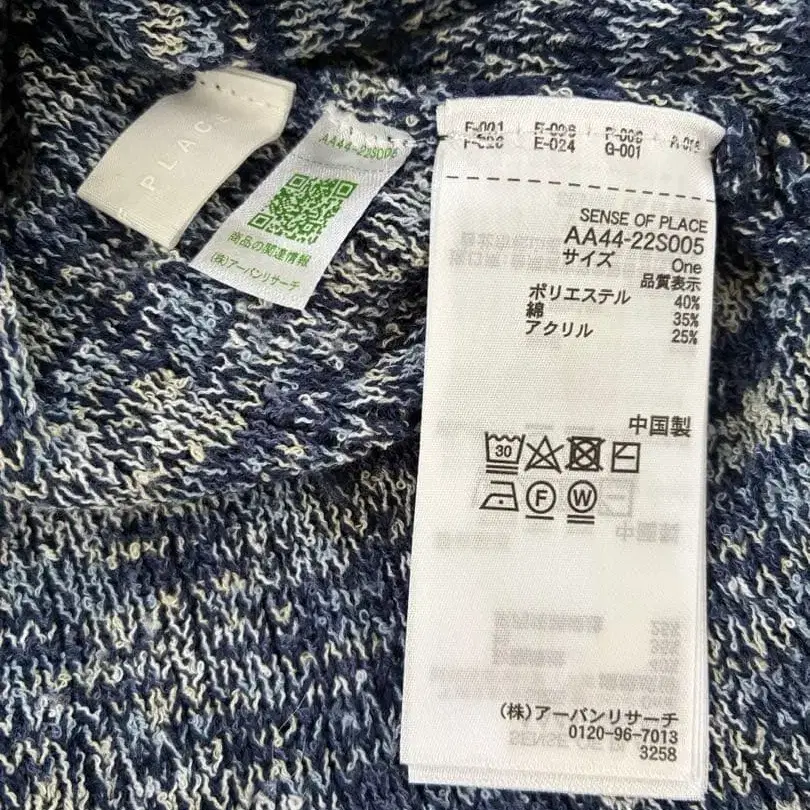 PLACE
AA44-22S005
商品の関連情報
(株)アーバンリサーチ
E-024 G-001
SENSE OF PLACE
AA44-22S005
サイズ One
品質表示
ポリエステル 40%
綿 35%
アクリル 25%
中国製
30
F W
(株)アーバンリサーチ
0120-96-7013
3258